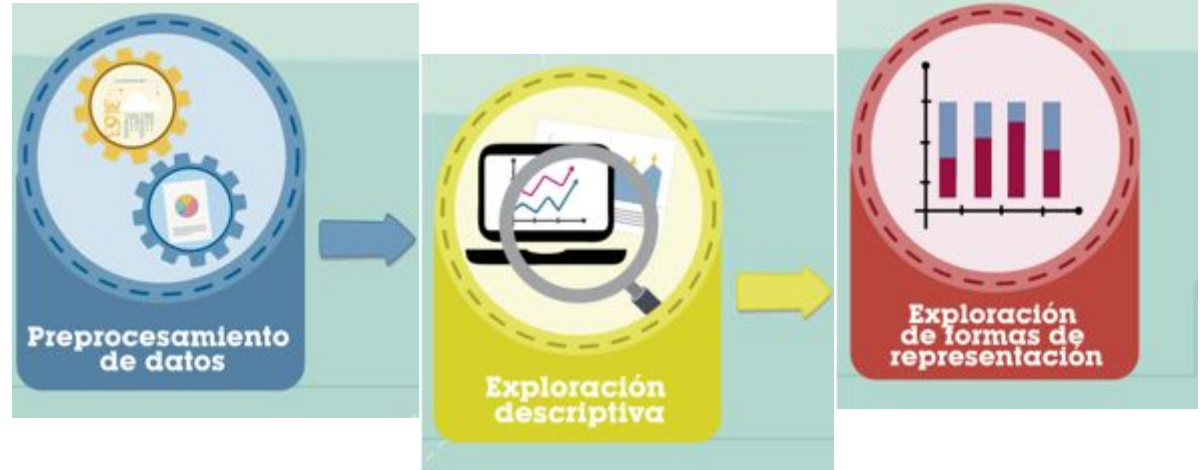 Preprocesamiento
de datos
Exploración
descriptiva
Exploración
de formas de
representación